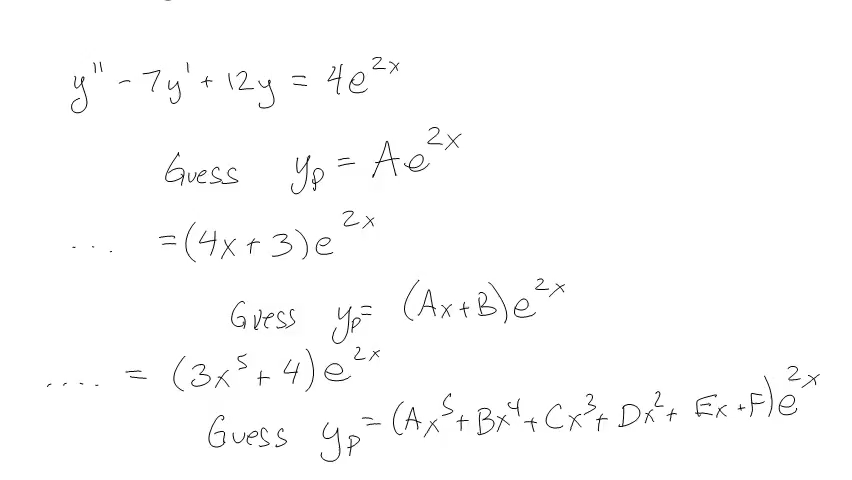 y'' - 7y' + 12y = 4e^{2x}
Guess y_p = Ae^{2x}
... = (4x + 3)e^{2x}
Guess y_p = (Ax + B)e^{2x}
.... = (3x^5 + 4)e^{2x}
Guess y_p = (Ax^5 + Bx^4 + Cx^3 + Dx^2 + Ex + F)e^{2x}